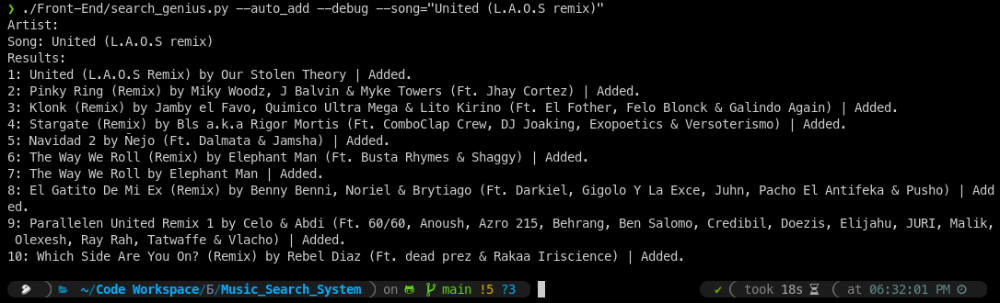 ❯ ./Front-End/search_genius.py --auto_add --debug --song="United (L.A.O.S remix)"
Artist:
Song: United (L.A.O.S remix)
Results:
1: United (L.A.O.S Remix) by Our Stolen Theory | Added.
2: Pinky Ring (Remix) by Miky Woodz, J Balvin & Myke Towers (Ft. Jhay Cortez) | Added.
3: Klonk (Remix) by Jamby el Favo, Quimico Ultra Mega & Lito Kirino (Ft. El Fother, Felo Blonck & Galindo Again) | Added.
4: Stargate (Remix) by Bls a.k.a Rigor Mortis (Ft. ComboClap Crew, DJ Joaking, Exopoetics & Versoterismo) | Added.
5: Navidad 2 by Ñejo (Ft. Dalmata & Jamsha) | Added.
6: The Way We Roll (Remix) by Elephant Man (Ft. Busta Rhymes & Shaggy) | Added.
7: The Way We Roll by Elephant Man | Added.
8: El Gatito De Mi Ex (Remix) by Benny Benni, Noriel & Brytiago (Ft. Darkiel, Gigolo Y La Exce, Juhn, Pacho El Antifeka & Pusho) | Add
ed.
9: Parallelen United Remix 1 by Celo & Abdi (Ft. 60/60, Anoush, Azro 215, Behrang, Ben Salomo, Credibil, Doezis, Elijahu, JURI, Malik,
Olexesh, Ray Rah, Tatwaffe & Vlacho) | Added.
10: Which Side Are You On? (Remix) by Rebel Diaz (Ft. dead prez & Rakaa Iriscience) | Added.
~/Code Workspace/Б/Music_Search_System on main !5 ?3 ✔ took 18s at 06:32:01 PM